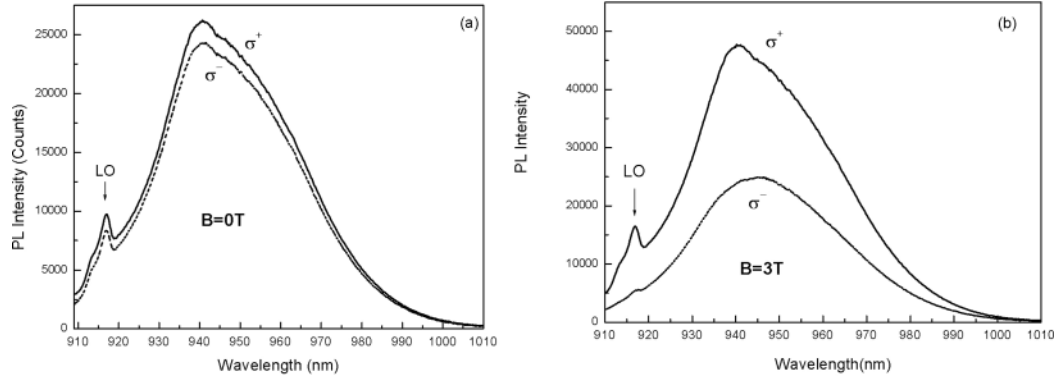 (a)
25000
20000
15000
10000
5000
0
PL Intensity (Counts)
LO
σ+
σ−
B=0T
910 920 930 940 950 960 970 980 990 1000 1010
Wavelength (nm)
(b)
50000
40000
30000
20000
10000
0
PL Intensity
LO
σ+
σ−
B=3T
910 920 930 940 950 960 970 980 990 1000 1010
Wavelength(nm)